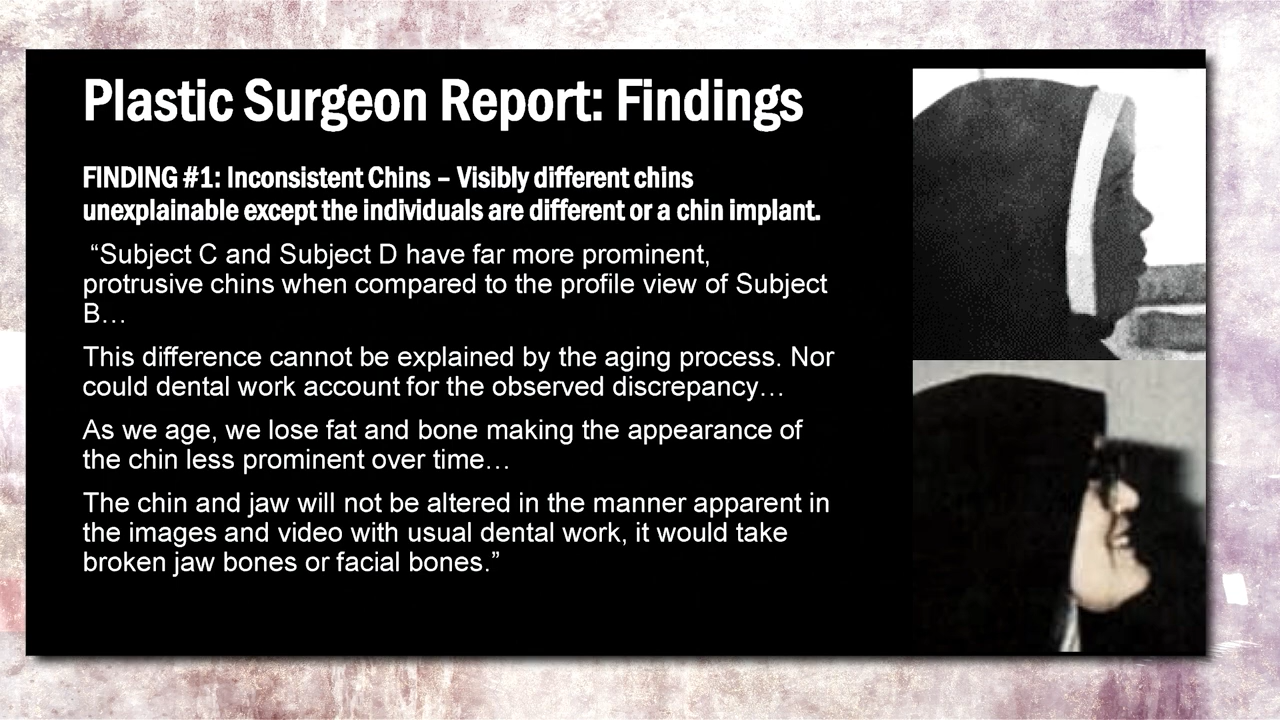 Plastic Surgeon Report: Findings
FINDING #1: Inconsistent Chins – Visibly different chins
unexplainable except the individuals are different or a chin implant.
“Subject C and Subject D have far more prominent,
protrusive chins when compared to the profile view of Subject
B…
This difference cannot be explained by the aging process. Nor
could dental work account for the observed discrepancy…
As we age, we lose fat and bone making the appearance of
the chin less prominent over time…
The chin and jaw will not be altered in the manner apparent in
the images and video with usual dental work, it would take
broken jaw bones or facial bones.”